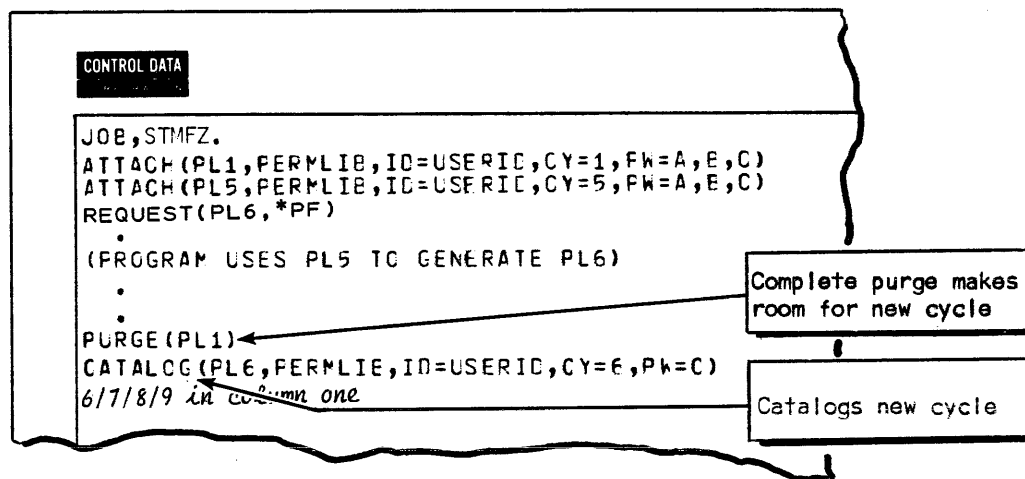 CONTROL DATA
JOB,STMFZ.
ATTACH(PL1,PERMLIB,ID=USERID,CY=1,PW=A,B,C)
ATTACH(PL5,PERMLIB,ID=USERID,CY=5,PW=A,B,C)
REQUEST(PL6,*PF)
.
(PROGRAM USES PL5 TO GENERATE PL6)
.
.
PURGE(PL1)
CATALOG(PL6,PERMLIB,ID=USERID,CY=6,PW=C)
6/7/8/9 in column one
Complete purge makes
room for new cycle
Catalogs new cycle